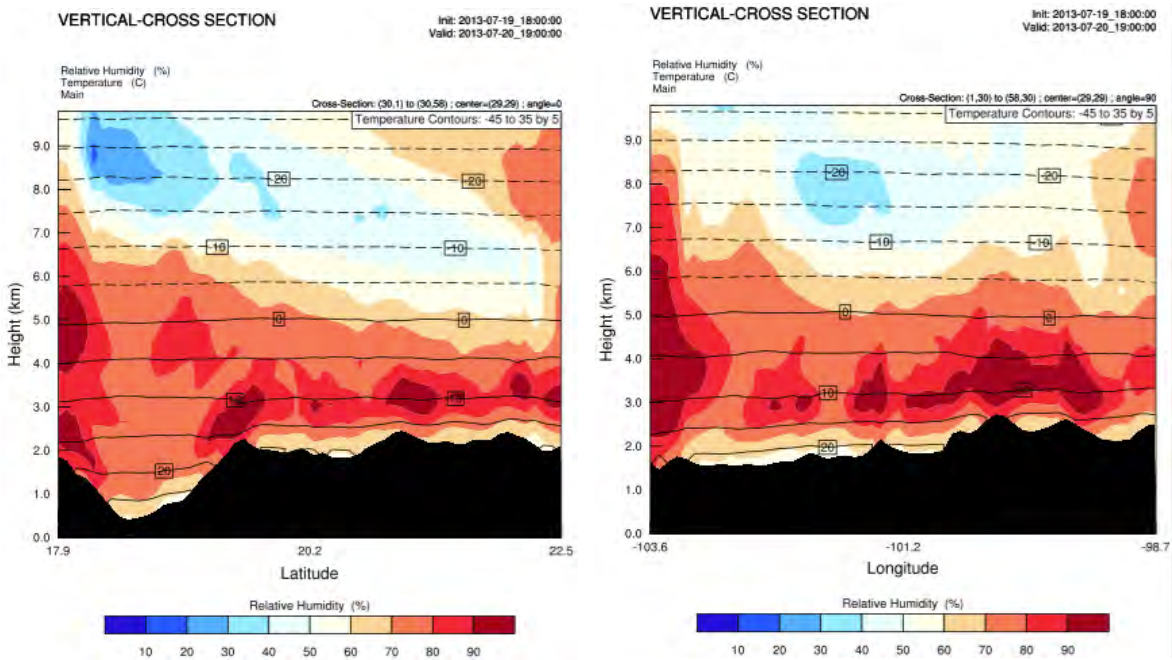 VERTICAL-CROSS SECTION
Init: 2013-07-19_18:00:00
Valid: 2013-07-20_19:00:00
Relative Humidity (%)
Temperature (C)
Main
Cross-Section: (30,1) to (30,58) ; center=(29,29) ; angle=0
Temperature Contours: -45 to 35 by 5
9.0
8.0
7.0
6.0
5.0
4.0
3.0
2.0
1.0
0.0
Height (km)
-20
-20
-10
-10
0
0
10
10
20
17.9
20.2
22.5
Latitude
Relative Humidity (%)
10 20 30 40 50 60 70 80 90
VERTICAL-CROSS SECTION
Init: 2013-07-19_18:00:00
Valid: 2013-07-20_19:00:00
Relative Humidity (%)
Temperature (C)
Main
Cross-Section: (1,30) to (58,30) ; center=(29,29) ; angle=90
Temperature Contours: -45 to 35 by 5
9.0
8.0
7.0
6.0
5.0
4.0
3.0
2.0
1.0
0.0
Height (km)
-20
-20
-10
-10
0
0
10
20
-103.6
-101.2
-98.7
Longitude
Relative Humidity (%)
10 20 30 40 50 60 70 80 90